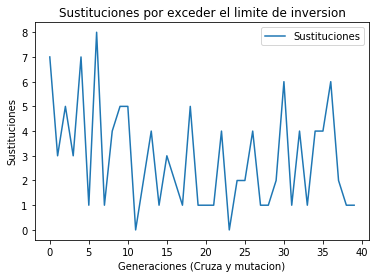 Sustituciones por exceder el limite de inversion
Sustituciones
8
7
6
5
4
3
2
1
0
Sustituciones
0 5 10 15 20 25 30 35 40
Generaciones (Cruza y mutacion)